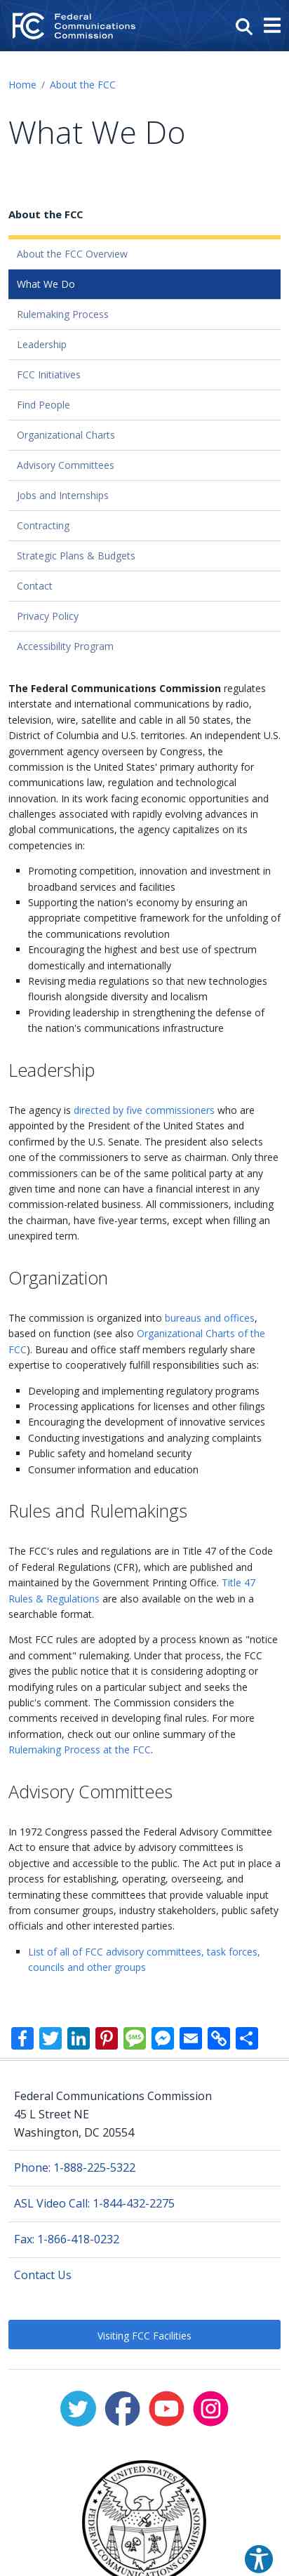 FC
Federal
Communications
Commission
Home / About the FCC
What We Do
About the FCC
About the FCC Overview
What We Do
Rulemaking Process
Leadership
FCC Initiatives
Find People
Organizational Charts
Advisory Committees
Jobs and Internships
Contracting
Strategic Plans & Budgets
Contact
Privacy Policy
Accessibility Program
The Federal Communications Commission regulates
interstate and international communications by radio,
television, wire, satellite and cable in all 50 states, the
District of Columbia and U.S. territories. An independent U.S.
government agency overseen by Congress, the
commission is the United States' primary authority for
communications law, regulation and technological
innovation. In its work facing economic opportunities and
challenges associated with rapidly evolving advances in
global communications, the agency capitalizes on its
competencies in:
Promoting competition, innovation and investment in
broadband services and facilities
Supporting the nation's economy by ensuring an
appropriate competitive framework for the unfolding of
the communications revolution
Encouraging the highest and best use of spectrum
domestically and internationally
Revising media regulations so that new technologies
flourish alongside diversity and localism
Providing leadership in strengthening the defense of
the nation's communications infrastructure
Leadership
The agency is directed by five commissioners who are
appointed by the President of the United States and
confirmed by the U.S. Senate. The president also selects
one of the commissioners to serve as chairman. Only three
commissioners can be of the same political party at any
given time and none can have a financial interest in any
commission-related business. All commissioners, including
the chairman, have five-year terms, except when filling an
unexpired term.
Organization
The commission is organized into bureaus and offices,
based on function (see also Organizational Charts of the
FCC). Bureau and office staff members regularly share
expertise to cooperatively fulfill responsibilities such as:
Developing and implementing regulatory programs
Processing applications for licenses and other filings
Encouraging the development of innovative services
Conducting investigations and analyzing complaints
Public safety and homeland security
Consumer information and education
Rules and Rulemakings
The FCC's rules and regulations are in Title 47 of the Code
of Federal Regulations (CFR), which are published and
maintained by the Government Printing Office. Title 47
Rules & Regulations are also available on the web in a
searchable format.
Most FCC rules are adopted by a process known as "notice
and comment" rulemaking. Under that process, the FCC
gives the public notice that it is considering adopting or
modifying rules on a particular subject and seeks the
public's comment. The Commission considers the
comments received in developing final rules. For more
information, check out our online summary of the
Rulemaking Process at the FCC.
Advisory Committees
In 1972 Congress passed the Federal Advisory Committee
Act to ensure that advice by advisory committees is
objective and accessible to the public. The Act put in place a
process for establishing, operating, overseeing, and
terminating these committees that provide valuable input
from consumer groups, industry stakeholders, public safety
officials and other interested parties.
List of all of FCC advisory committees, task forces,
councils and other groups
SMS
Federal Communications Commission
45 L Street NE
Washington, DC 20554
Phone: 1-888-225-5322
ASL Video Call: 1-844-432-2275
Fax: 1-866-418-0232
Contact Us
Visiting FCC Facilities
UNITED STATES
FEDERAL COMMUNICATIONS COMMISSION